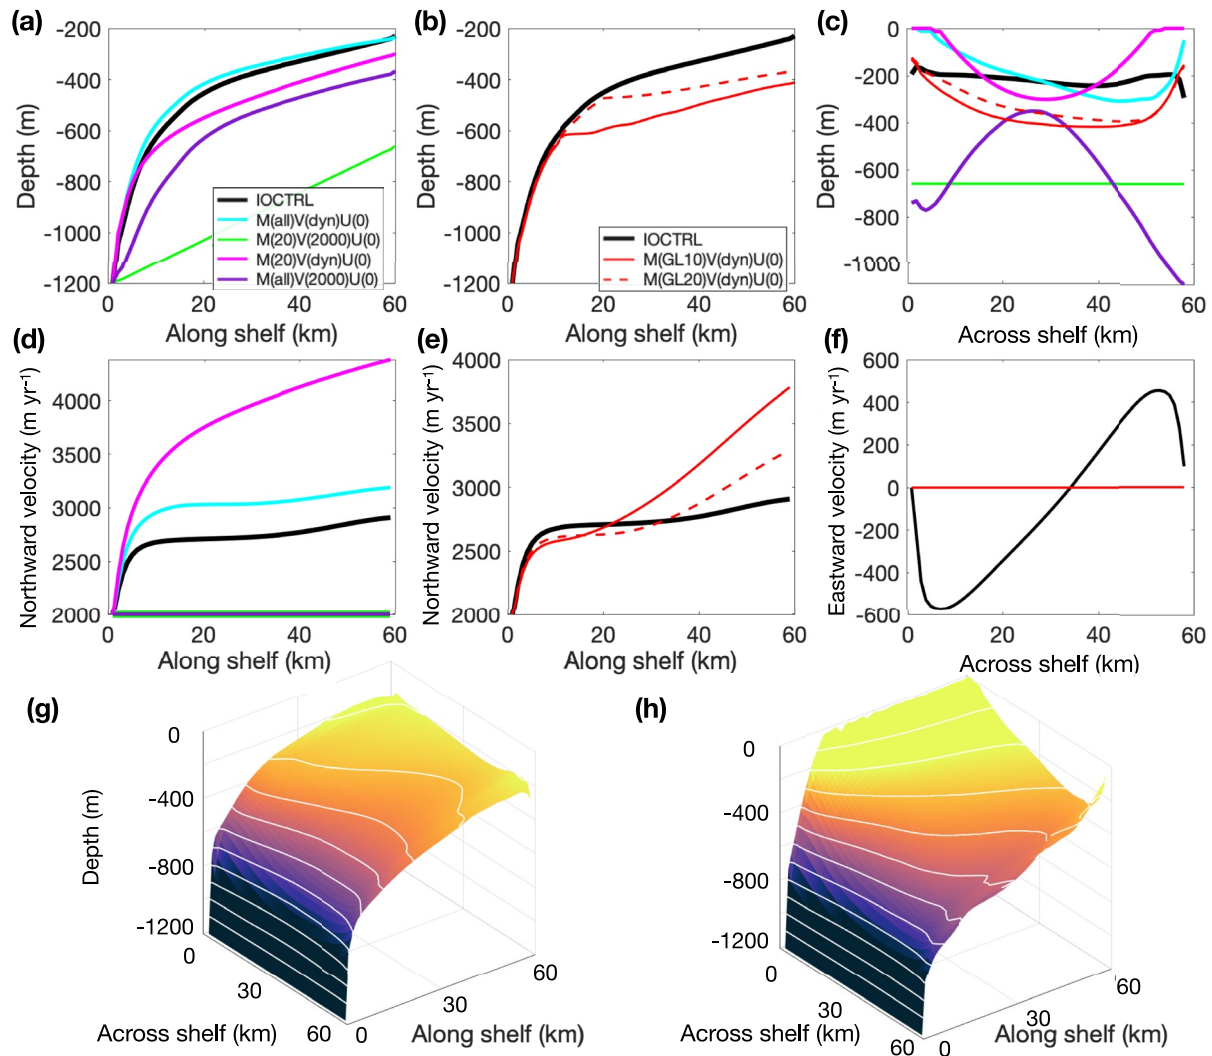 (a)
-200
-400
-600
-800
-1000
-1200
Depth (m)
0 20 40 60
Along shelf (km)
IOCTRL
M(all)V(dyn)U(0)
M(20)V(2000)U(0)
M(20)V(dyn)U(0)
M(all)V(2000)U(0)
(b)
-200
-400
-600
-800
-1000
-1200
Depth (m)
0 20 40 60
Along shelf (km)
IOCTRL
M(GL10)V(dyn)U(0)
M(GL20)V(dyn)U(0)
(c)
0
-200
-400
-600
-800
-1000
Depth (m)
0 20 40 60
Across shelf (km)
(d)
4000
3500
3000
2500
2000
Northward velocity (m yr⁻¹)
0 20 40 60
Along shelf (km)
(e)
4000
3500
3000
2500
2000
Northward velocity (m yr⁻¹)
0 20 40 60
Along shelf (km)
(f)
600
400
200
0
-200
-400
-600
Eastward velocity (m yr⁻¹)
0 20 40 60
Across shelf (km)
(g)
0
-400
-800
-1200
Depth (m)
0
30
60
Across shelf (km)
0
30
60
Along shelf (km)
(h)
0
-400
-800
-1200
0
30
60
Across shelf (km)
0
30
60
Along shelf (km)